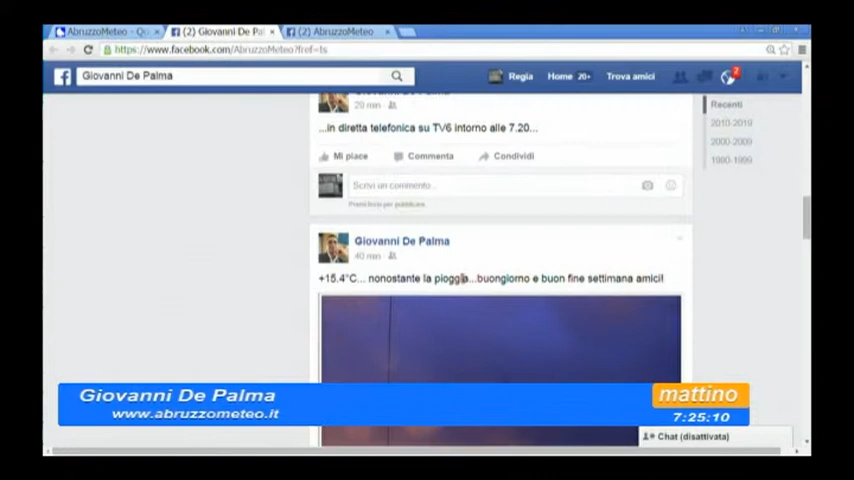 AbruzzoMeteo - Qu
(2) Giovanni De Pal
(2) AbruzzoMeteo
https://www.facebook.com/AbruzzoMeteo?fref=ts
Giovanni De Palma
Regia Home 20+ Trova amici 2
Recenti
2010-2019
2000-2009
1900-1999
20 min
...in diretta telefonica su TV6 intorno alle 7.20...
Mi piace Commenta Condividi
Scrivi un commento...
Premi Invio per pubblicare.
Giovanni De Palma
40 min
+15.4°C... nonostante la pioggia...buongiorno e buon fine settimana amici!
Giovanni De Palma
www.abruzzometeo.it
mattino
7:25:10
Chat (disattivata)